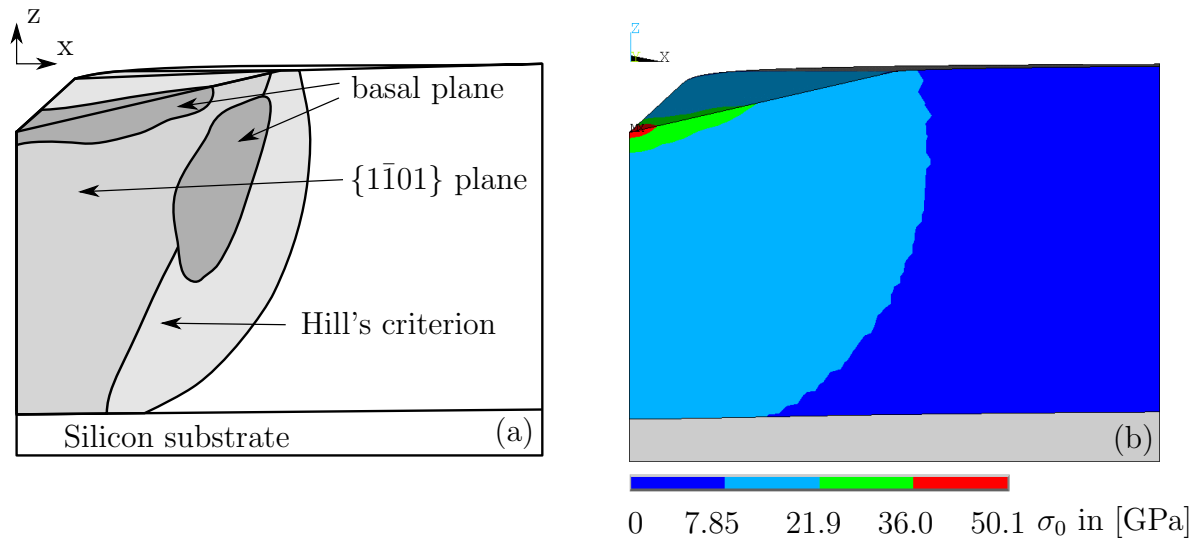 z
x
basal plane
{11̄01} plane
Hill's criterion
Silicon substrate
(a)
Z
X
MX
(b)
0 7.85 21.9 36.0 50.1 σ₀ in [GPa]